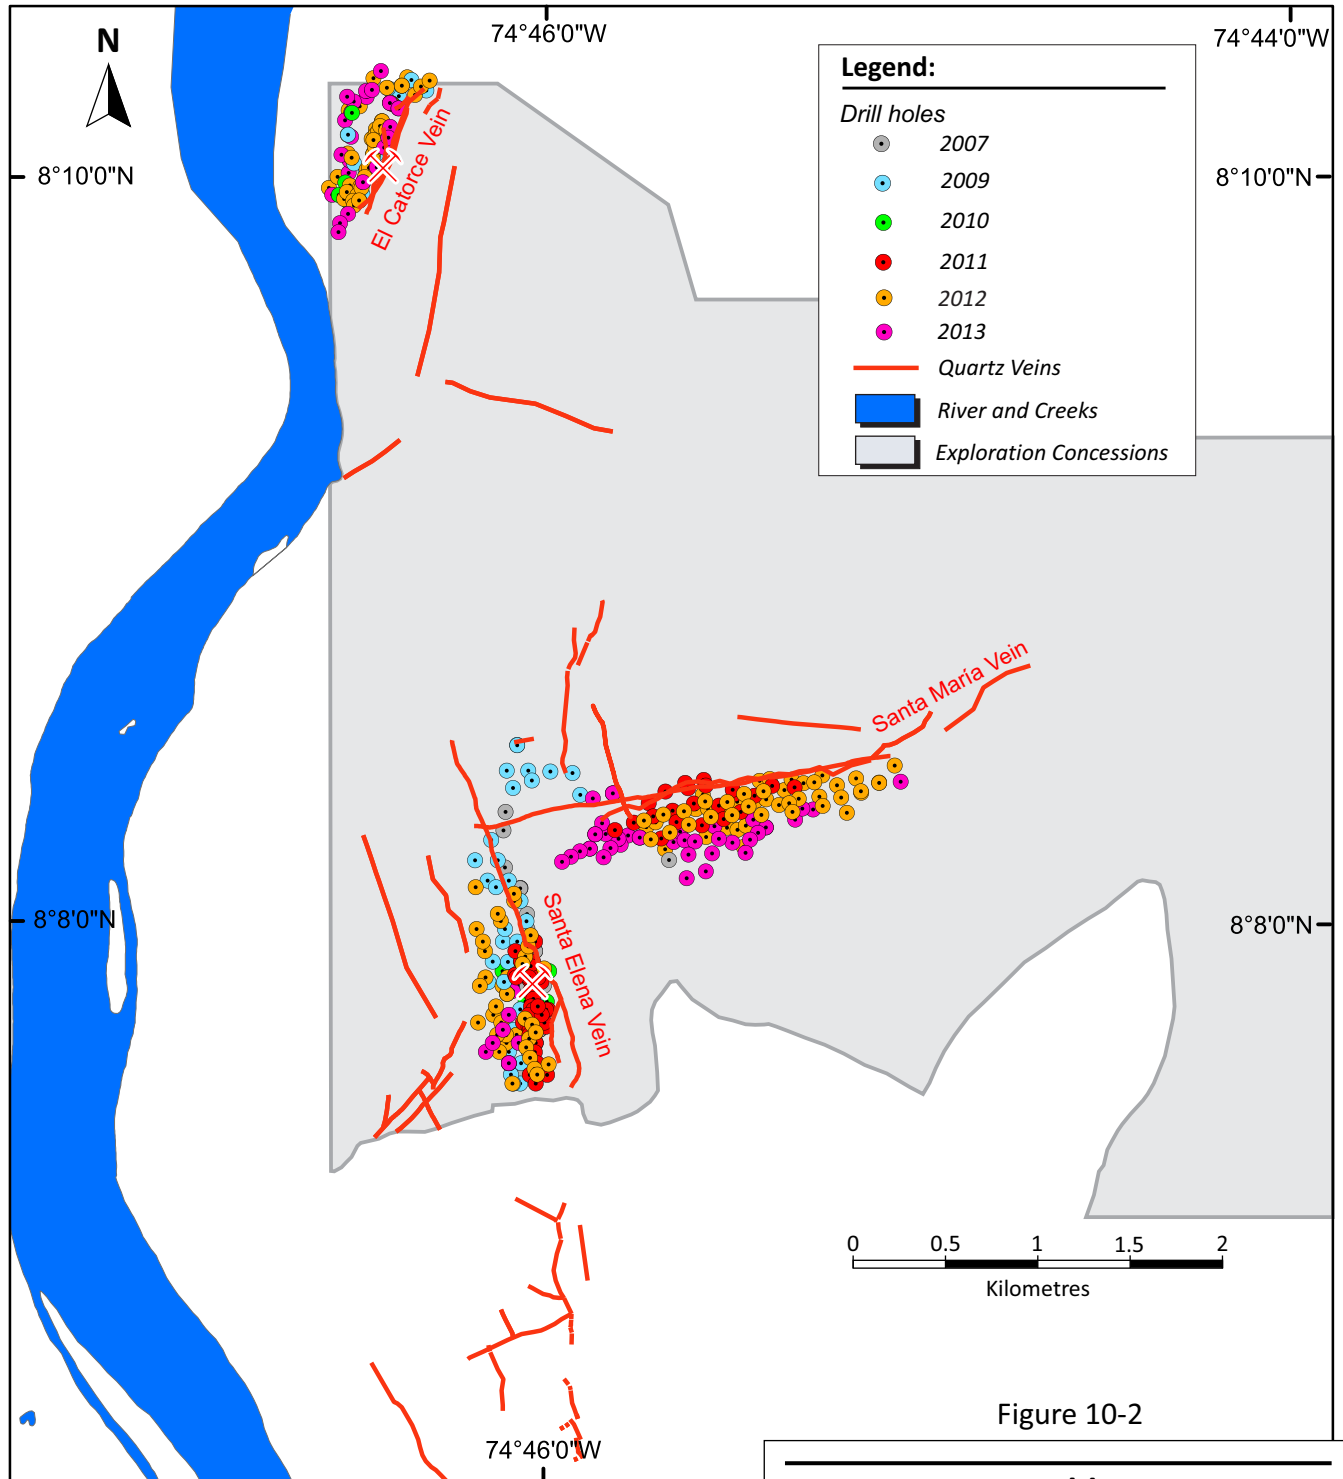 74°46'0"W
74°44'0"W
N
Legend:
Drill holes
2007
2009
2010
2011
2012
2013
Quartz Veins
River and Creeks
Exploration Concessions
8°10'0"N
8°10'0"N
El Catorce Vein
Santa María Vein
Santa Elena Vein
8°8'0"N
8°8'0"N
0 0.5 1 1.5 2
Kilometres
Figure 10-2
74°46'0"W